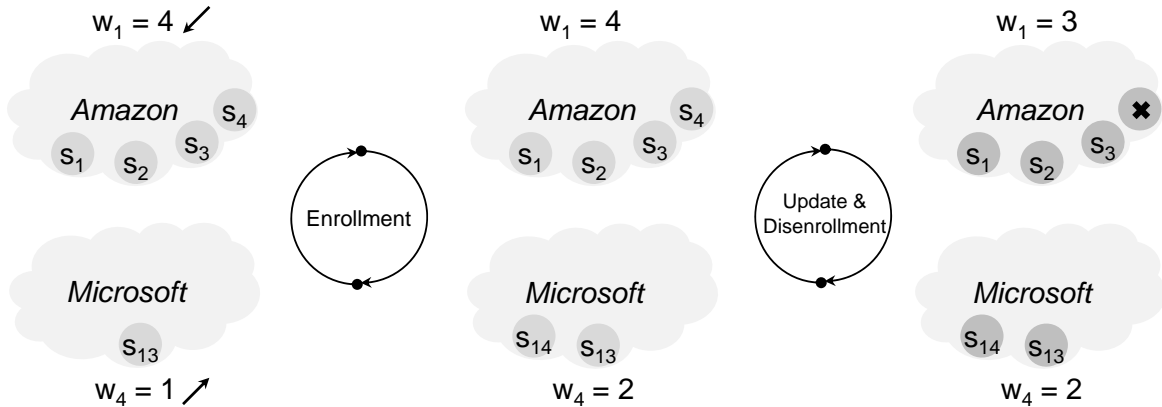 w₁ = 4 ↙
Amazon
s₁ s₂ s₃ s₄
Microsoft
s₁₃
w₄ = 1 ↗
Enrollment
w₁ = 4
Amazon
s₁ s₂ s₃ s₄
Microsoft
s₁₄ s₁₃
w₄ = 2
Update &
Disenrollment
w₁ = 3
Amazon
s₁ s₂ s₃ ✖
Microsoft
s₁₄ s₁₃
w₄ = 2